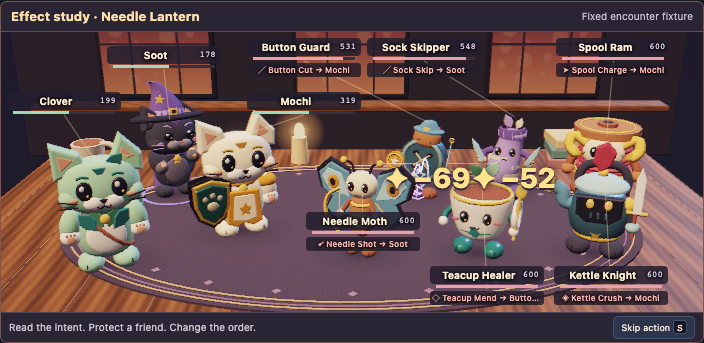 Effect study · Needle Lantern
Fixed encounter fixture
Soot 178
Button Guard 531
Button Cut → Mochi
Sock Skipper 548
Sock Skip → Soot
Spool Ram 600
Spool Charge → Mochi
Clover 199
Mochi 319
-69 -52
Needle Moth 600
Needle Shot → Soot
Teacup Healer 600
Teacup Mend → Butto...
Kettle Knight 600
Kettle Crush → Mochi
Read the intent. Protect a friend. Change the order.
Skip action S